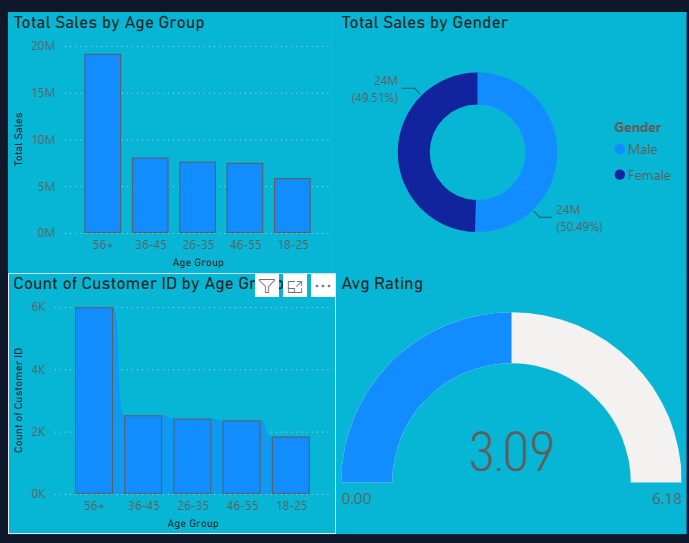 Total Sales by Age Group
20M
15M
10M
5M
0M
Total Sales
56+ 36-45 26-35 46-55 18-25
Age Group
Total Sales by Gender
24M
(49.51%)
24M
(50.49%)
Gender
Male
Female
Count of Customer ID by Age Gr
6K
4K
2K
0K
Count of Customer ID
56+ 36-45 26-35 46-55 18-25
Age Group
Avg Rating
3.09
0.00 6.18